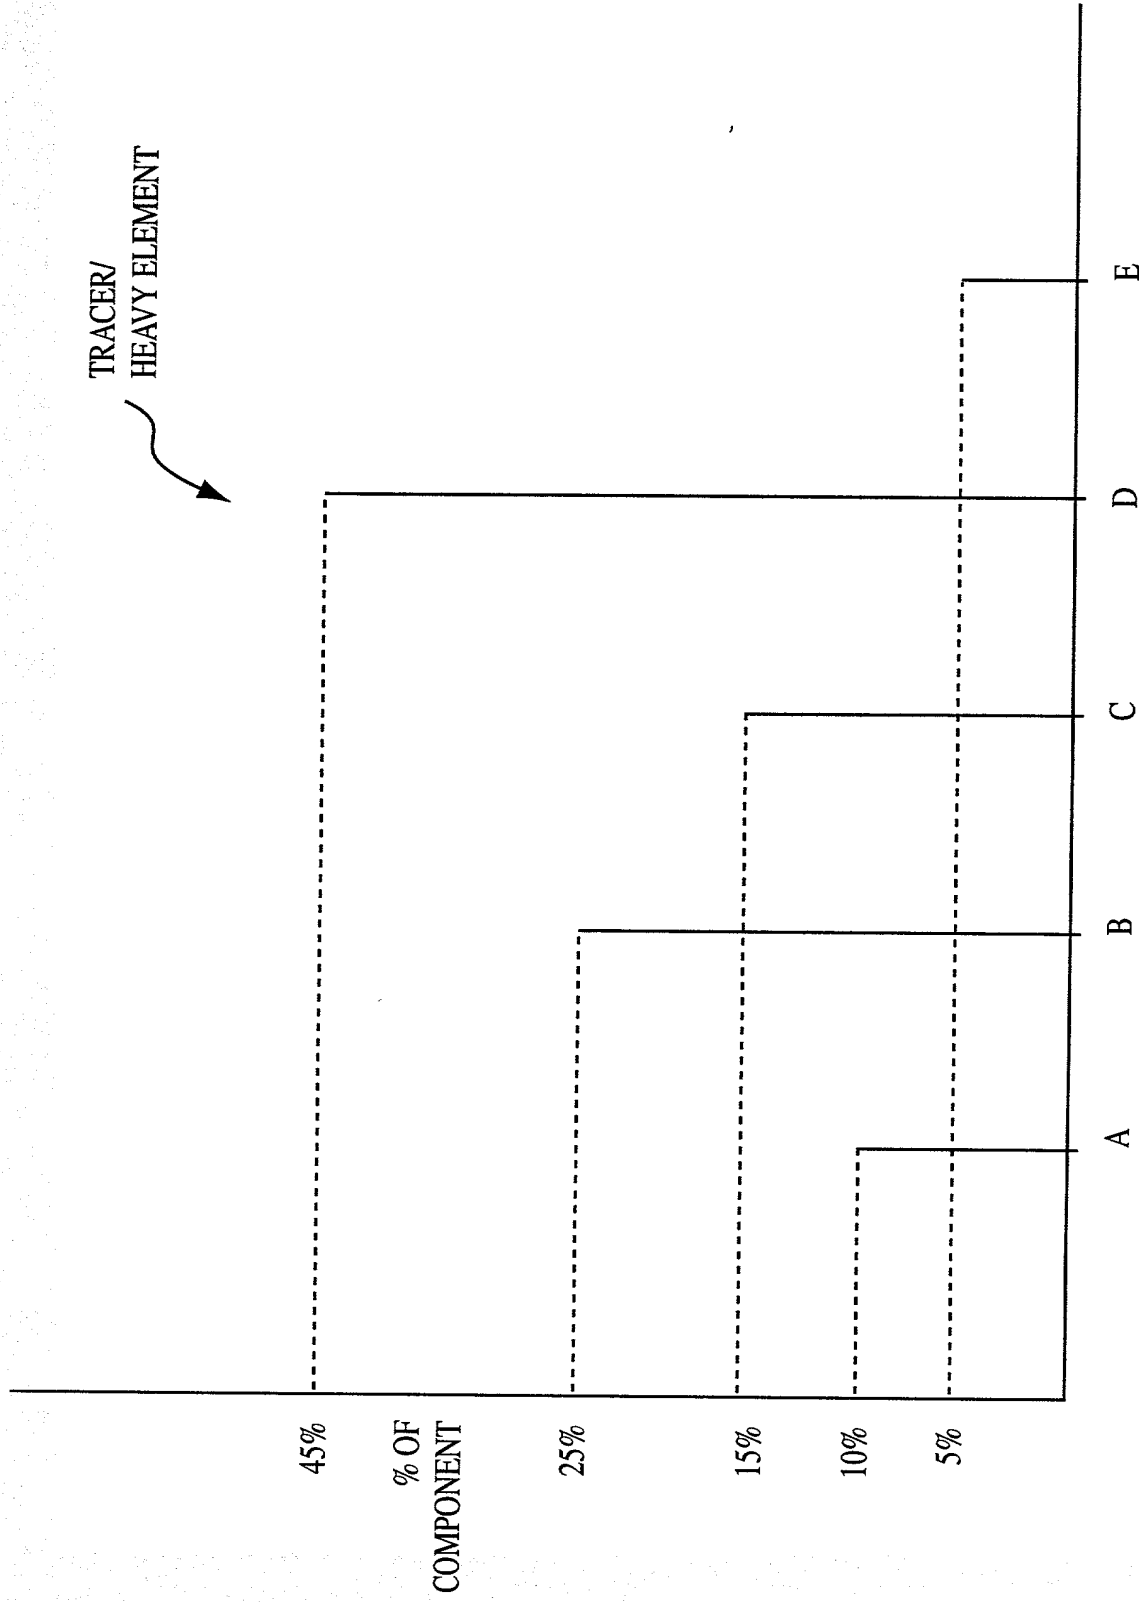 TRACER/
HEAVY ELEMENT
45%
% OF
COMPONENT
25%
15%
10%
5%
A
B
C
D
E